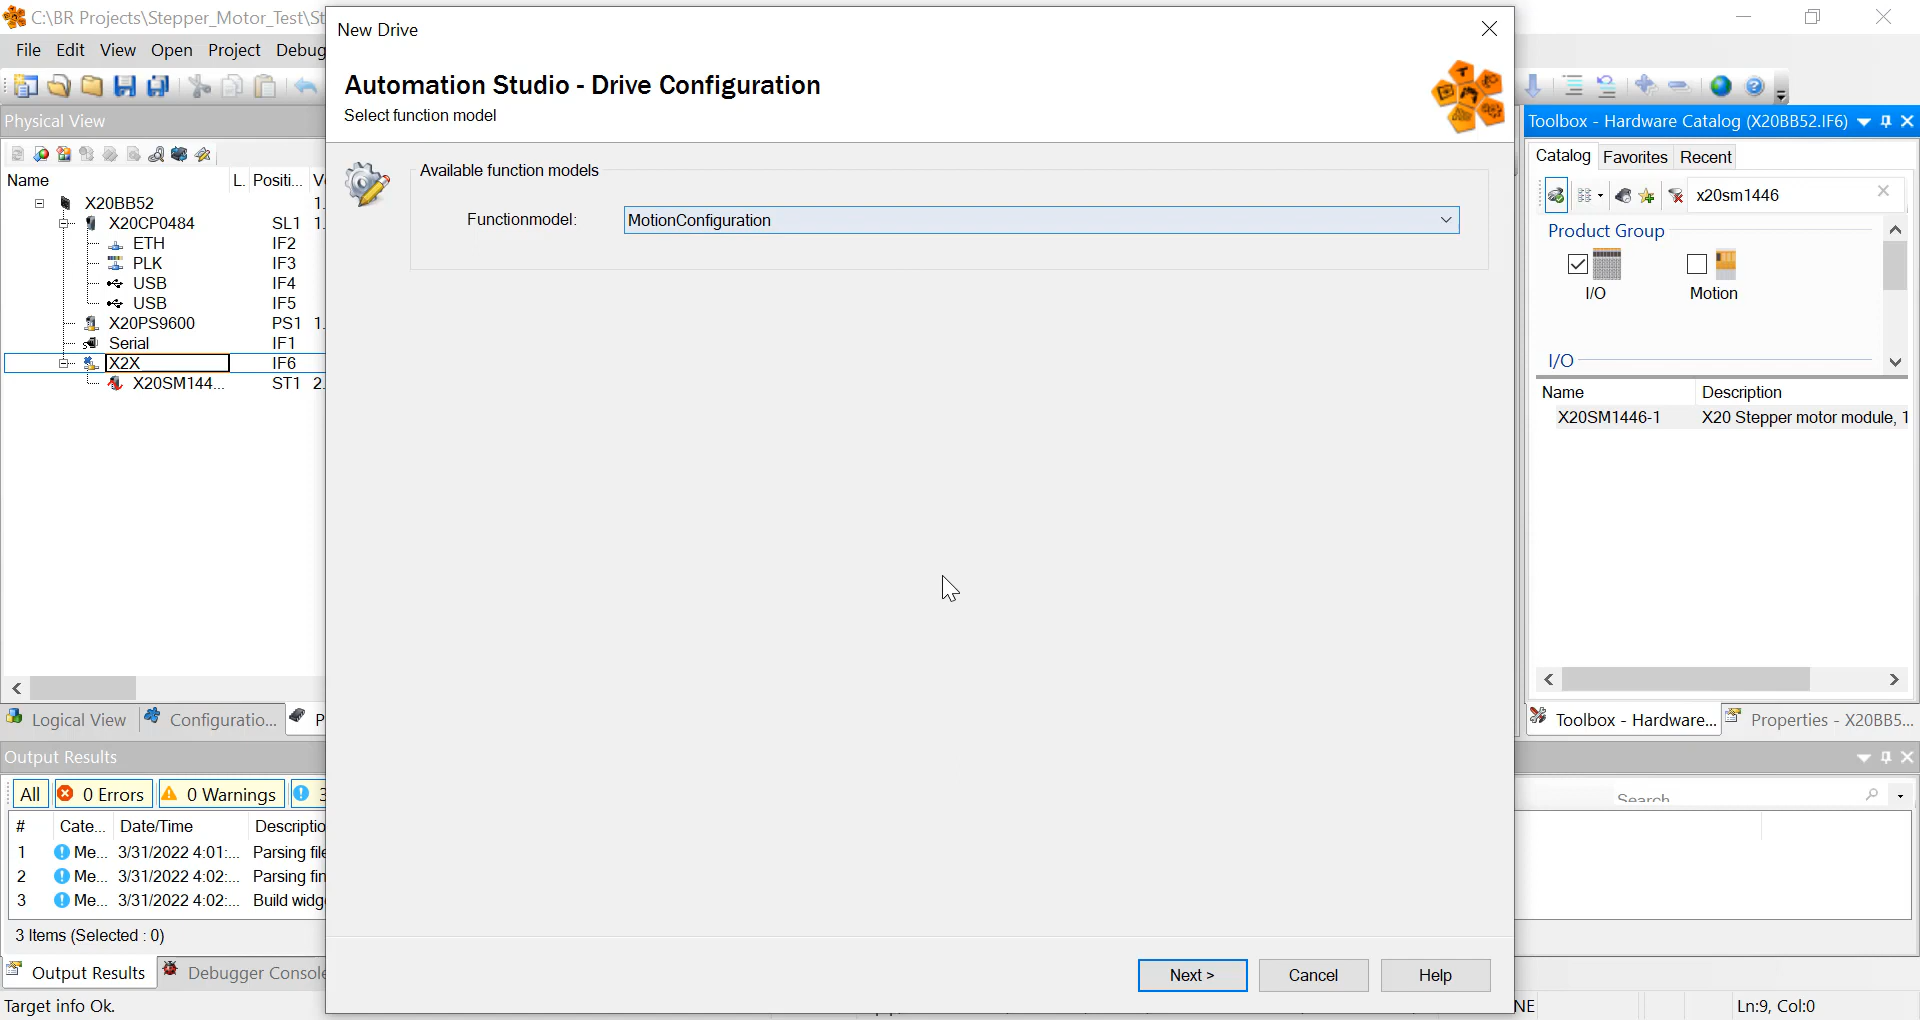 C:\BR Projects\Stepper_Motor_Test\St
File Edit View Open Project Debug
Physical View
Name L. Positi... V
X20BB52 1.
X20CP0484 SL1 1.
ETH IF2
PLK IF3
USB IF4
USB IF5
X20PS9600 PS1 1.
Serial IF1
X2X IF6
X20SM144... ST1 2.
Logical View Configuratio... P
New Drive
Automation Studio - Drive Configuration
Select function model
Available function models
Functionmodel: MotionConfiguration
Next > Cancel Help
Toolbox - Hardware Catalog (X20BB52.IF6)
Catalog Favorites Recent
x20sm1446
Product Group
I/O Motion
I/O
Name Description
X20SM1446-1 X20 Stepper motor module, 1
Toolbox - Hardware... Properties - X20BB5...
Output Results
All 0 Errors 0 Warnings 3
Search
# Cate... Date/Time Descriptio
1 Me... 3/31/2022 4:01:... Parsing file
2 Me... 3/31/2022 4:02:... Parsing fin
3 Me... 3/31/2022 4:02:... Build widg
3 Items (Selected : 0)
Output Results Debugger Console
Target info Ok. NE Ln:9, Col:0